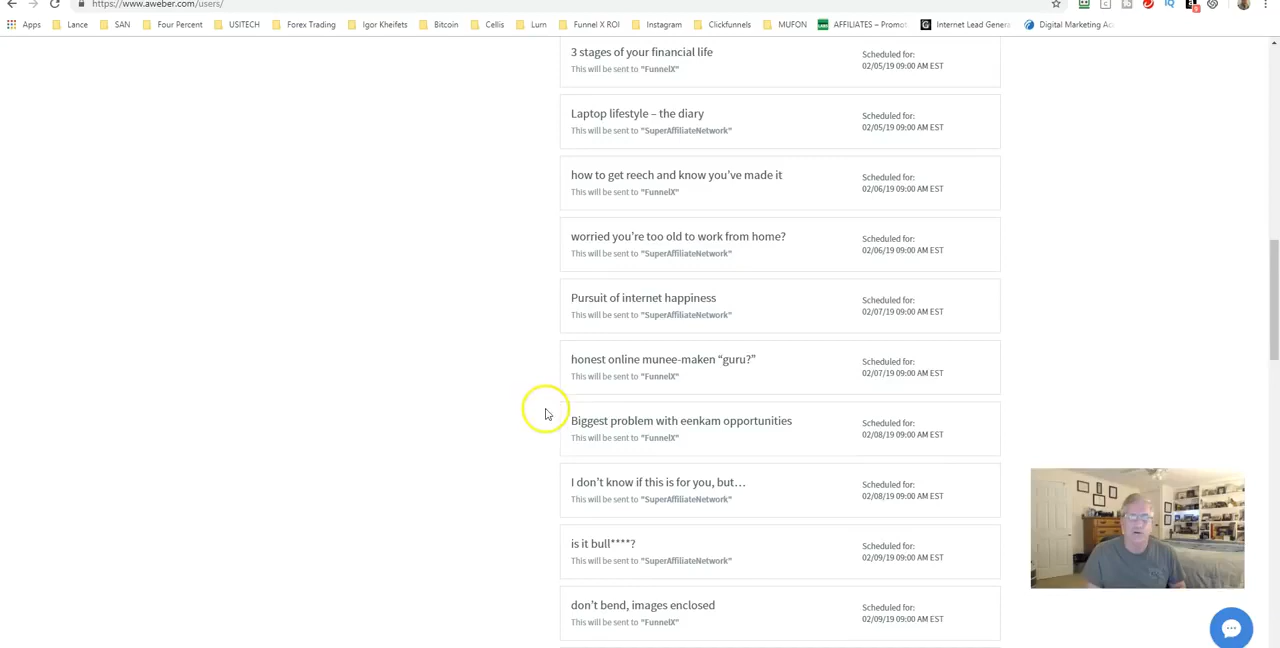 https://www.aweber.com/users/
Apps Lance SAN Four Percent USITECH Forex Trading Igor Kheifets Bitcoin Cellis Lurn Funnel X ROI Instagram Clickfunnels MUFON AFFILIATES – Promot Internet Lead Genera Digital Marketing Ac
3 stages of your financial life
Scheduled for:
This will be sent to "FunnelX"
02/05/19 09:00 AM EST
Laptop lifestyle – the diary
Scheduled for:
This will be sent to "SuperAffiliateNetwork"
02/05/19 09:00 AM EST
how to get reech and know you've made it
Scheduled for:
This will be sent to "FunnelX"
02/06/19 09:00 AM EST
worried you're too old to work from home?
Scheduled for:
This will be sent to "SuperAffiliateNetwork"
02/06/19 09:00 AM EST
Pursuit of internet happiness
Scheduled for:
This will be sent to "SuperAffiliateNetwork"
02/07/19 09:00 AM EST
honest online munee-maken “guru?”
Scheduled for:
This will be sent to "FunnelX"
02/07/19 09:00 AM EST
Biggest problem with eenkam opportunities
Scheduled for:
This will be sent to "FunnelX"
02/08/19 09:00 AM EST
I don't know if this is for you, but…
Scheduled for:
This will be sent to "SuperAffiliateNetwork"
02/08/19 09:00 AM EST
is it bull****?
Scheduled for:
This will be sent to "SuperAffiliateNetwork"
02/09/19 09:00 AM EST
don't bend, images enclosed
Scheduled for:
This will be sent to "FunnelX"
02/09/19 09:00 AM EST